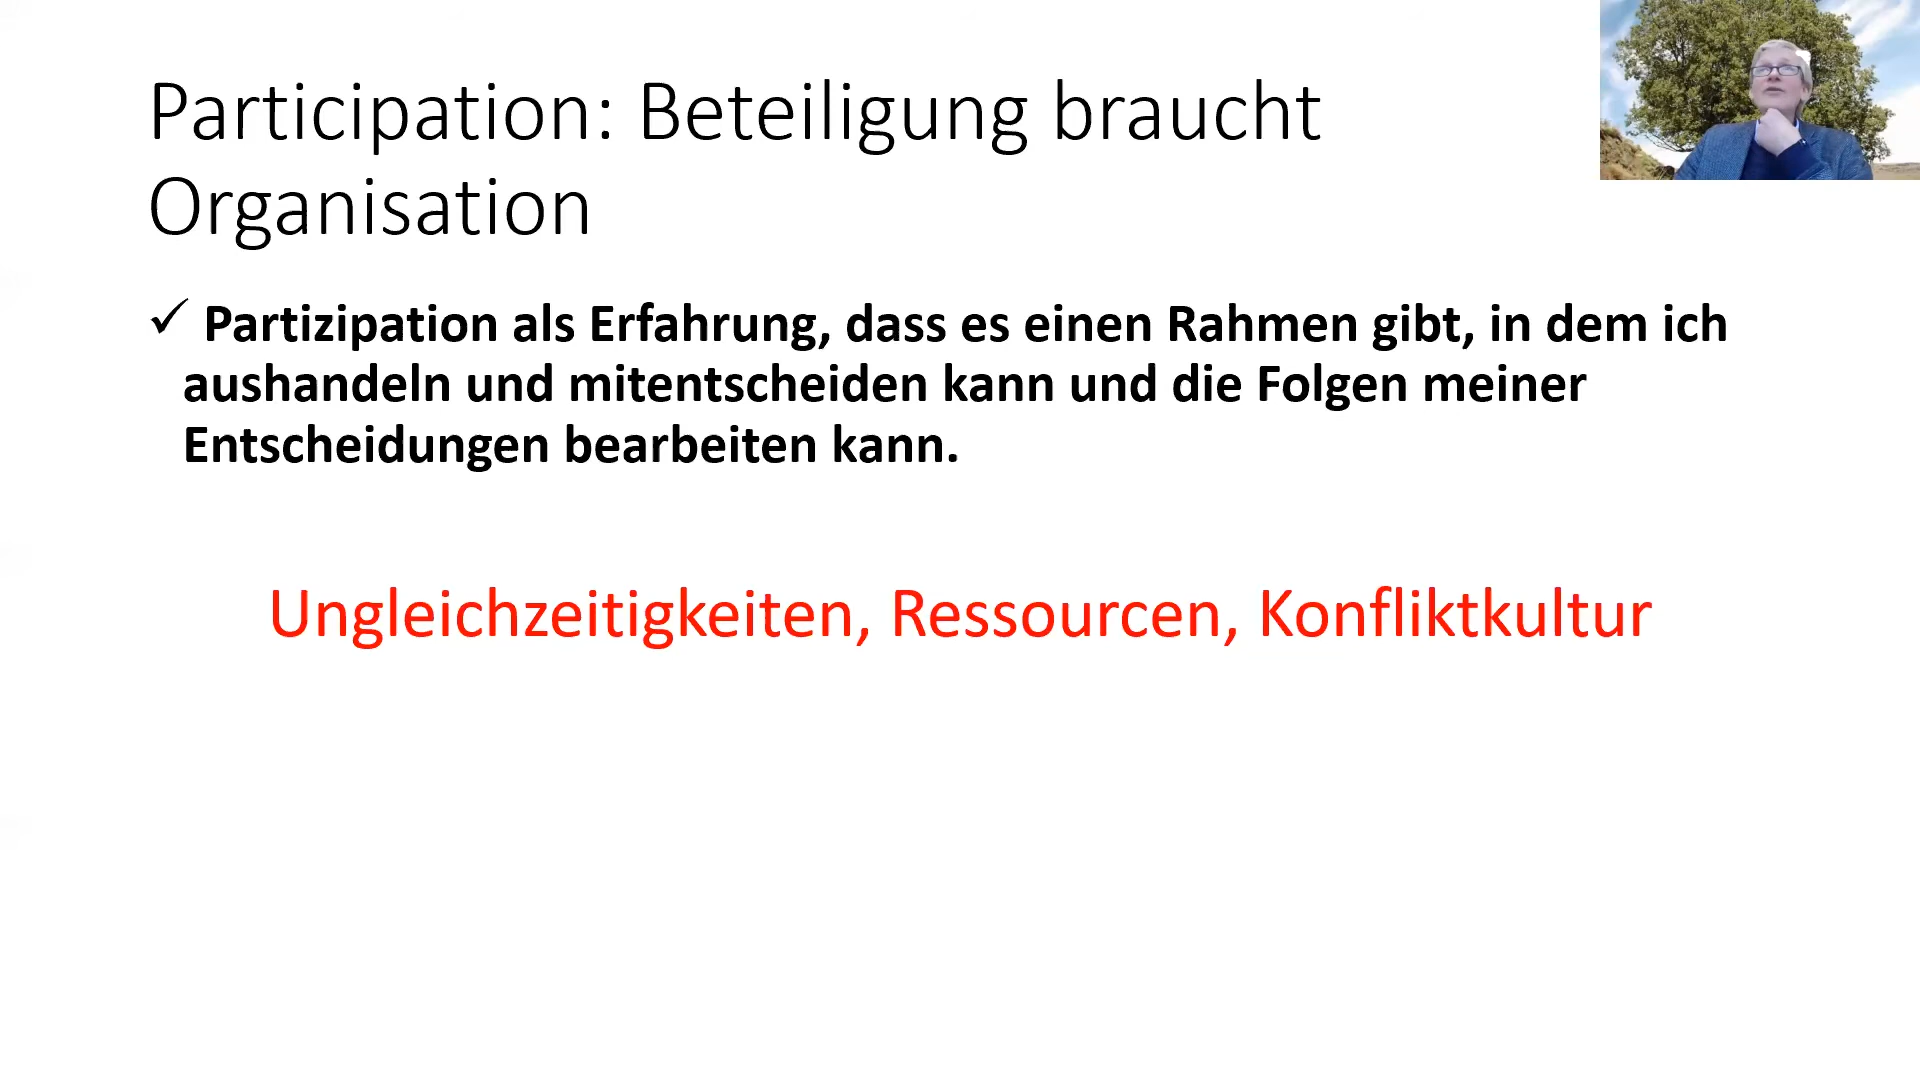 Participation: Beteiligung braucht
Organisation
✓ Partizipation als Erfahrung, dass es einen Rahmen gibt, in dem ich
aushandeln und mitentscheiden kann und die Folgen meiner
Entscheidungen bearbeiten kann.
Ungleichzeitigkeiten, Ressourcen, Konfliktkultur